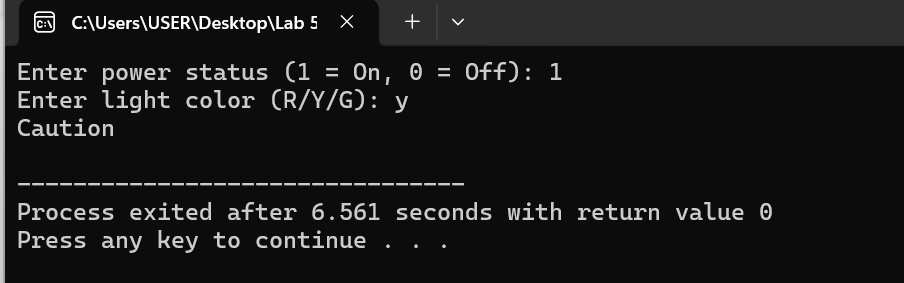 C:\Users\USER\Desktop\Lab 5
Enter power status (1 = On, 0 = Off): 1
Enter light color (R/Y/G): y
Caution
--------------------------------
Process exited after 6.561 seconds with return value 0
Press any key to continue . . .